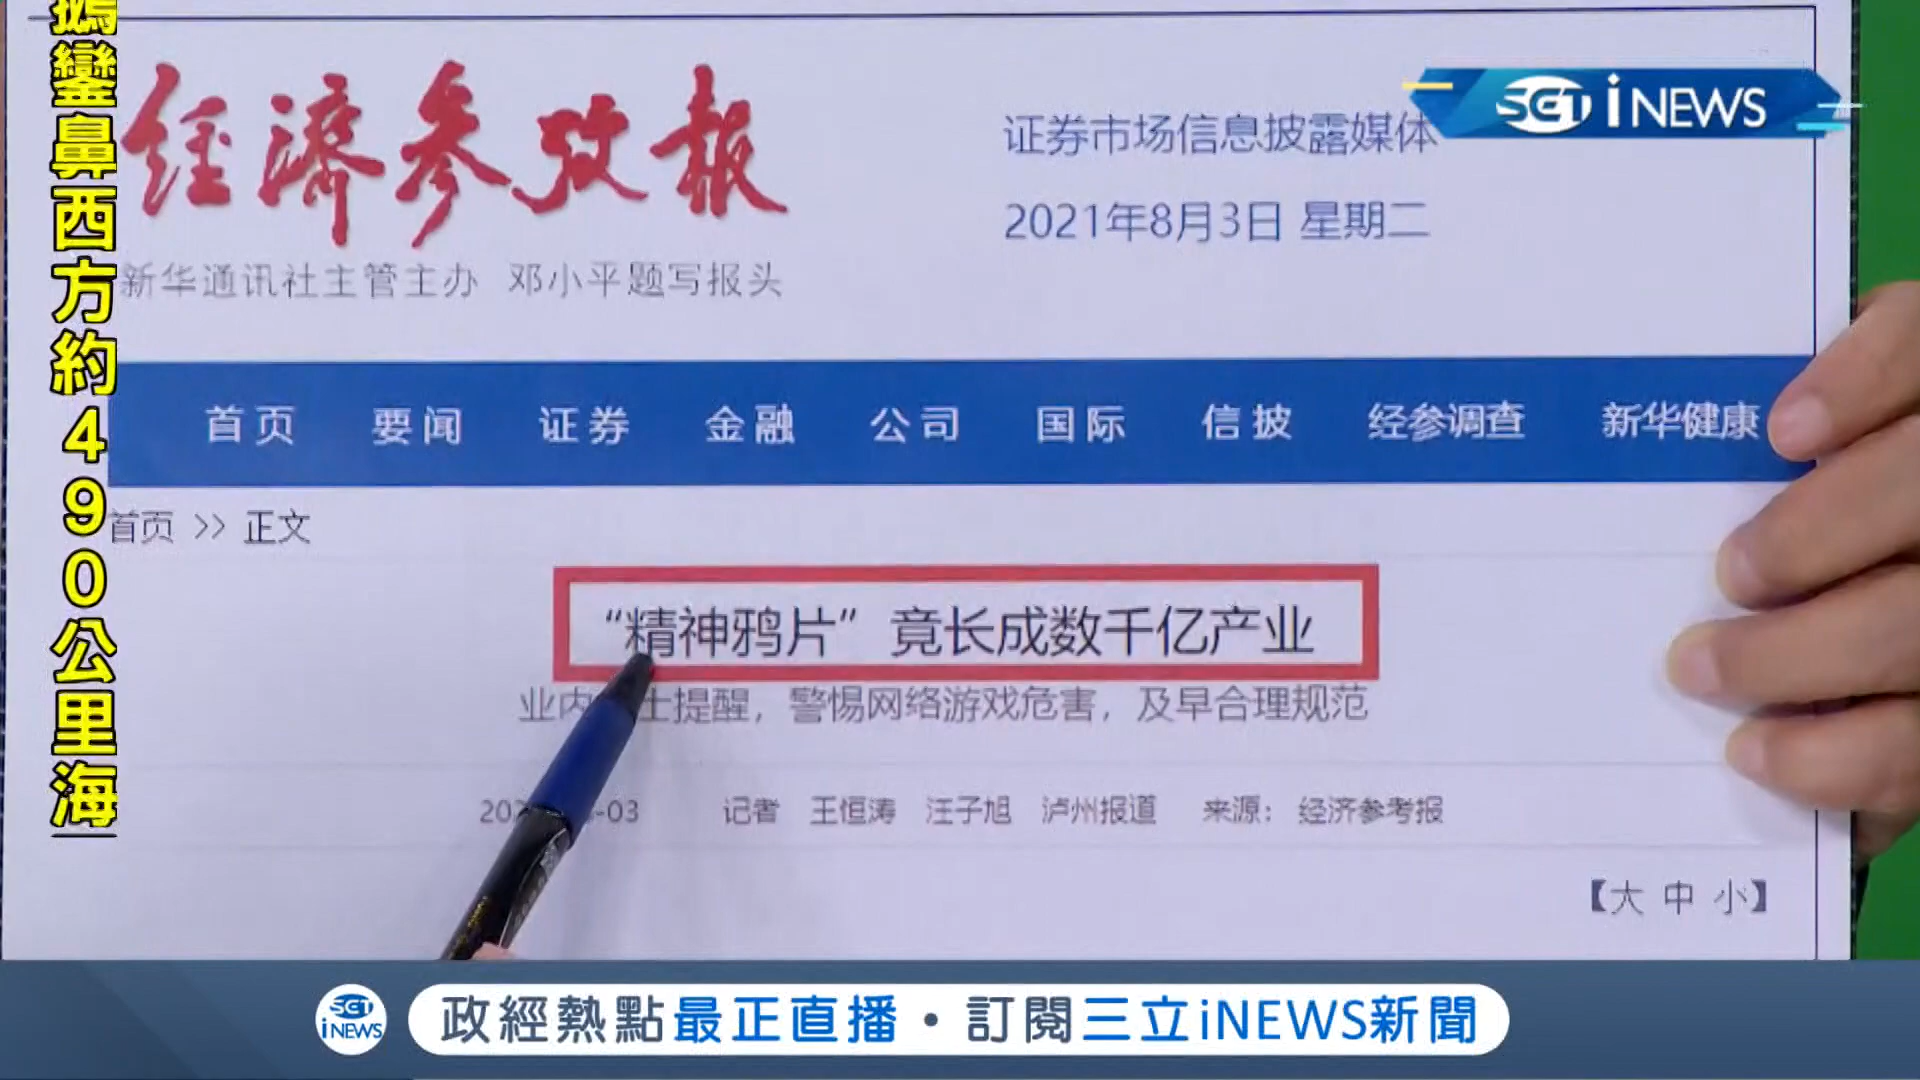 鵝鑾鼻西方約490公里海
SET iNEWS
經濟参攷報
新华通讯社主管主办 邓小平题写报头
证券市场信息披露媒体
2021年8月3日 星期二
首页 要闻 证券 金融 公司 国际 信披 经参调查 新华健康
首页 >> 正文
“精神鸦片”竟长成数千亿产业
业内 士提醒，警惕网络游戏危害，及早合理规范
202 -03 记者 王恒涛 汪子旭 泸州报道 来源： 经济参考报
【大 中 小】
SET iNEWS
政經熱點最正直播・訂閱三立iNEWS新聞